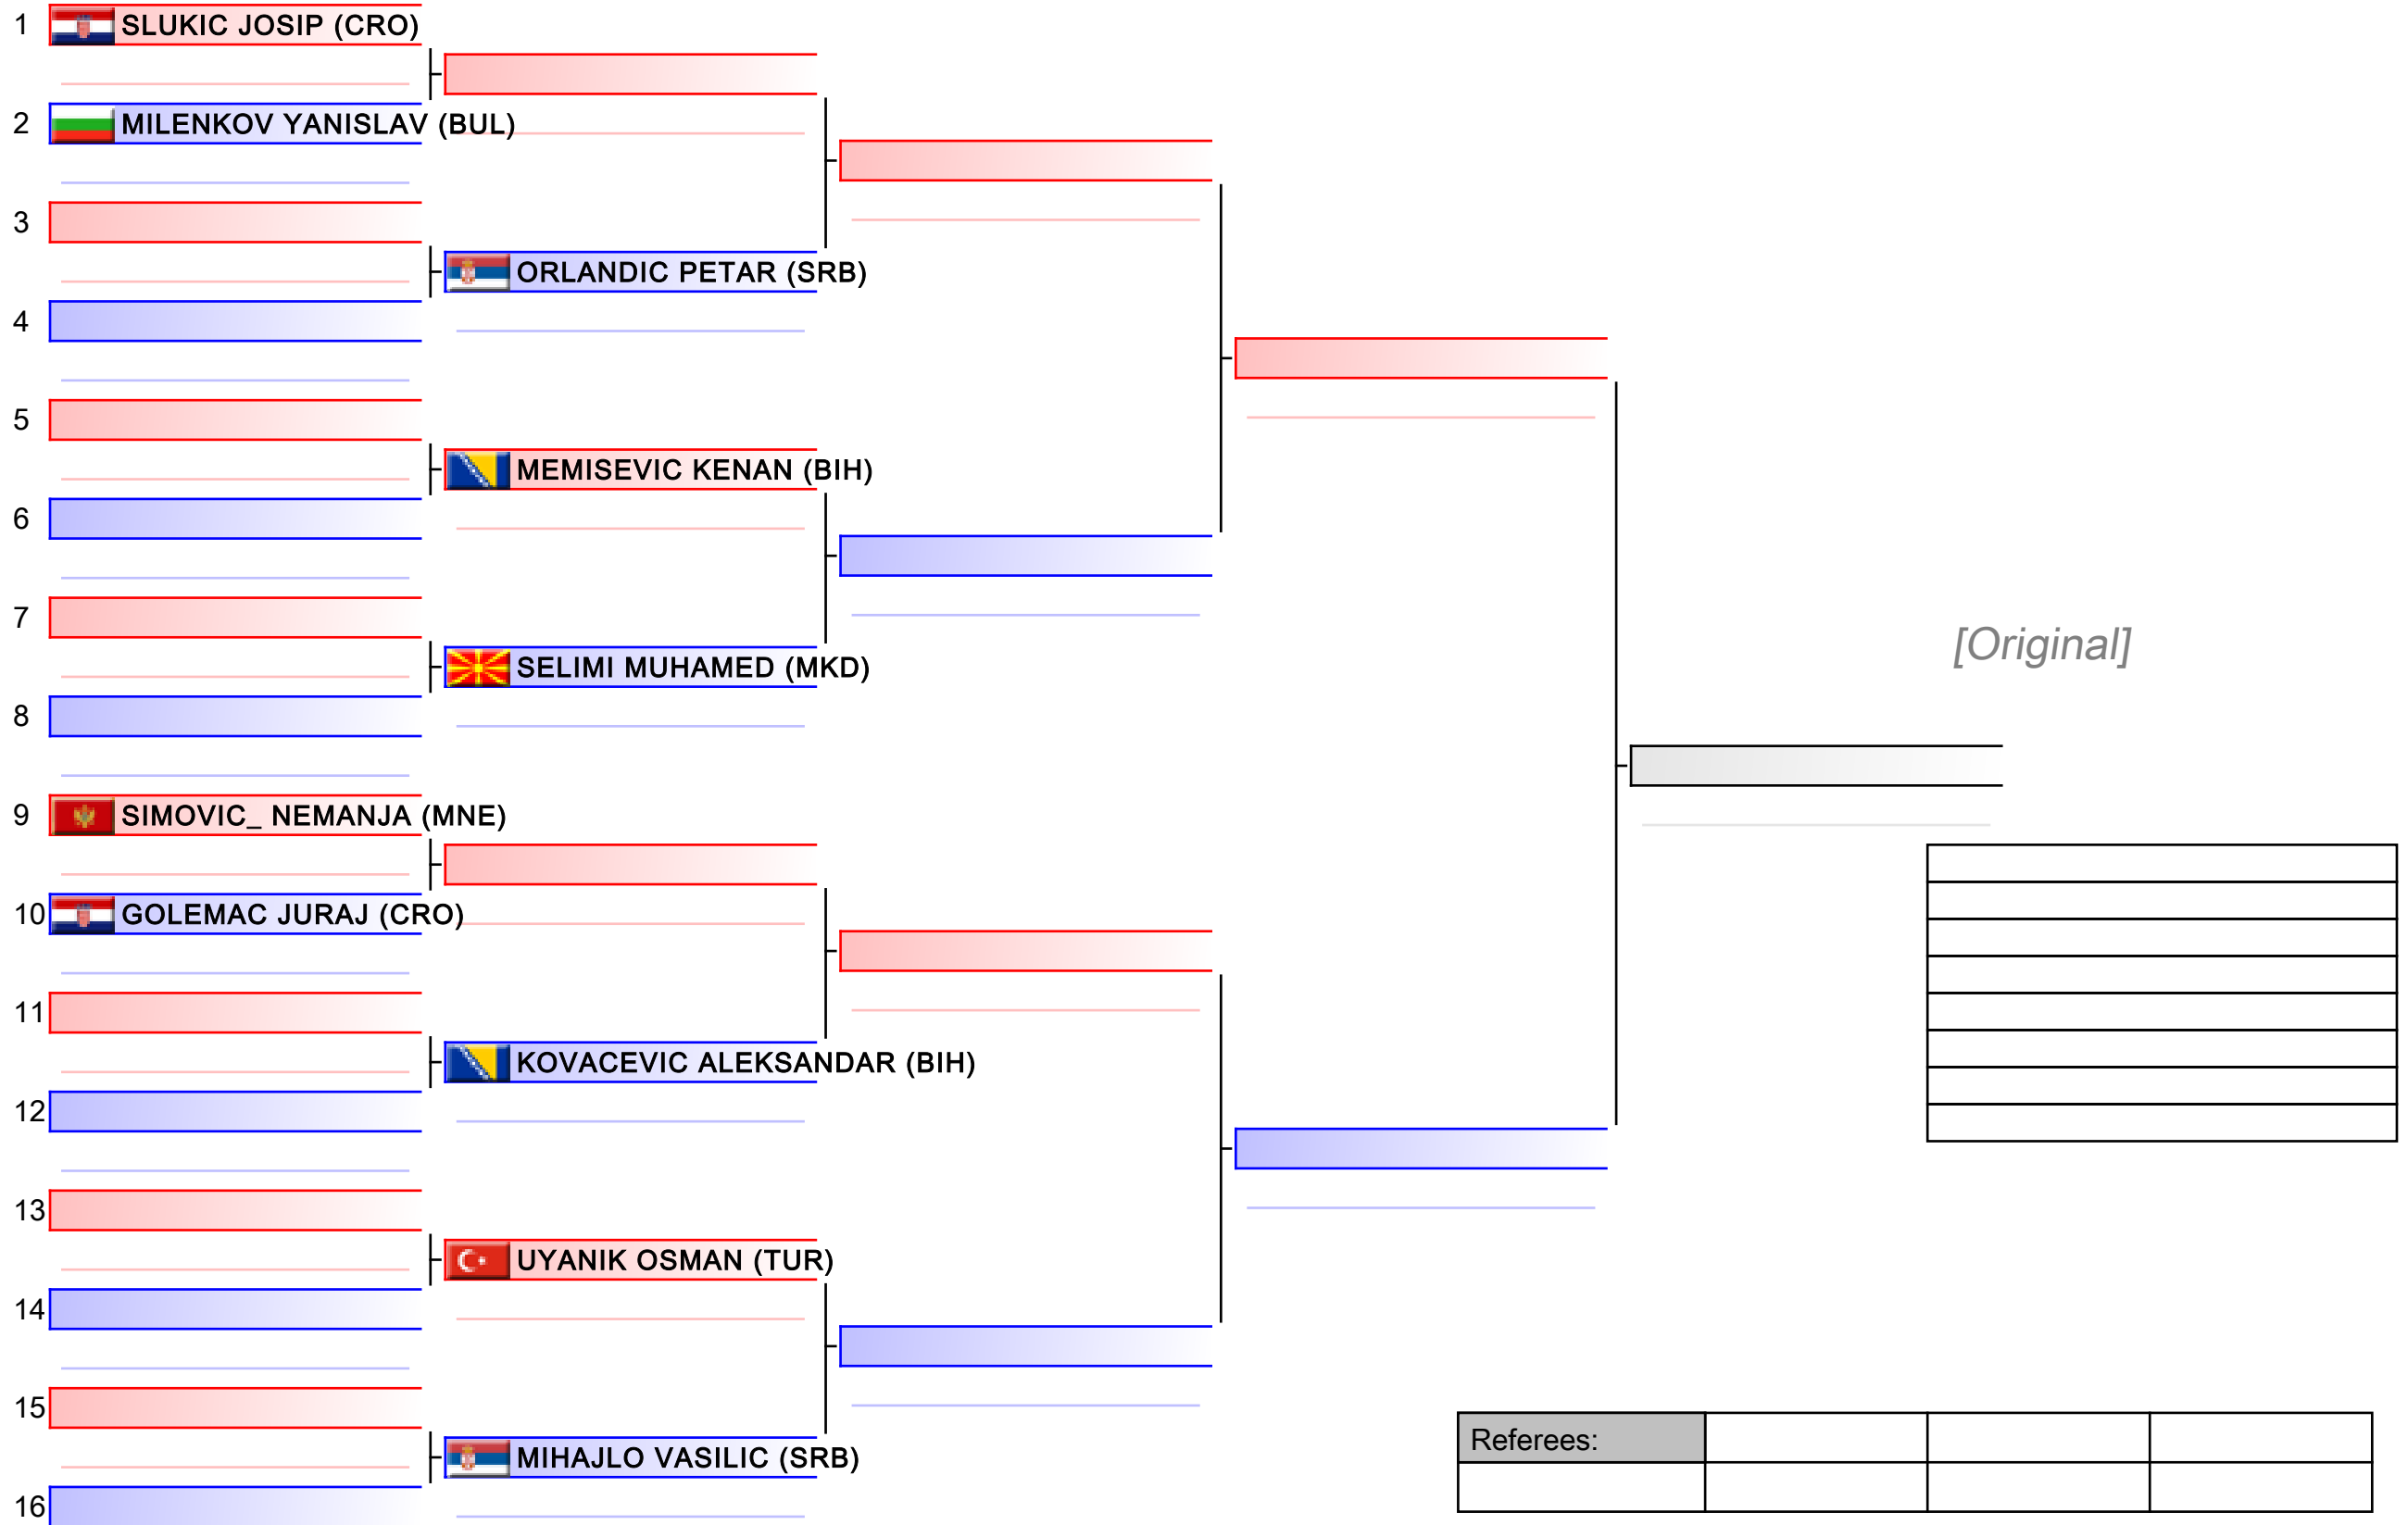 1 SLUKIC JOSIP (CRO)
2 MILENKOV YANISLAV (BUL)
3
ORLANDIC PETAR (SRB)
4
5
MEMISEVIC KENAN (BIH)
6
[Original]
7
SELIMI MUHAMED (MKD)
8
9 SIMOVIC_ NEMANJA (MNE)
10 GOLEMAC JURAJ (CRO)
11
KOVACEVIC ALEKSANDAR (BIH)
12
13
UYANIK OSMAN (TUR)
14
15
Referees:
MIHAJLO VASILIC (SRB)
16